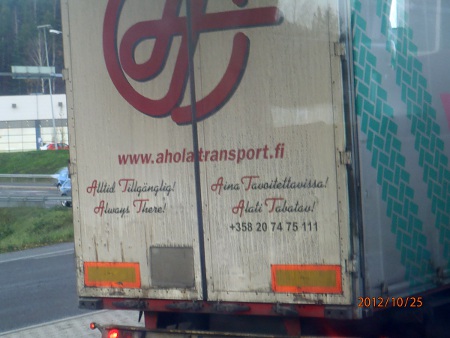 www.aholatransport.fi
Alltid Tillgänglig!
Always There!
Aina Tavoitettavissa!
Alati Tabatav!
+358 20 74 75 111
2012/10/25